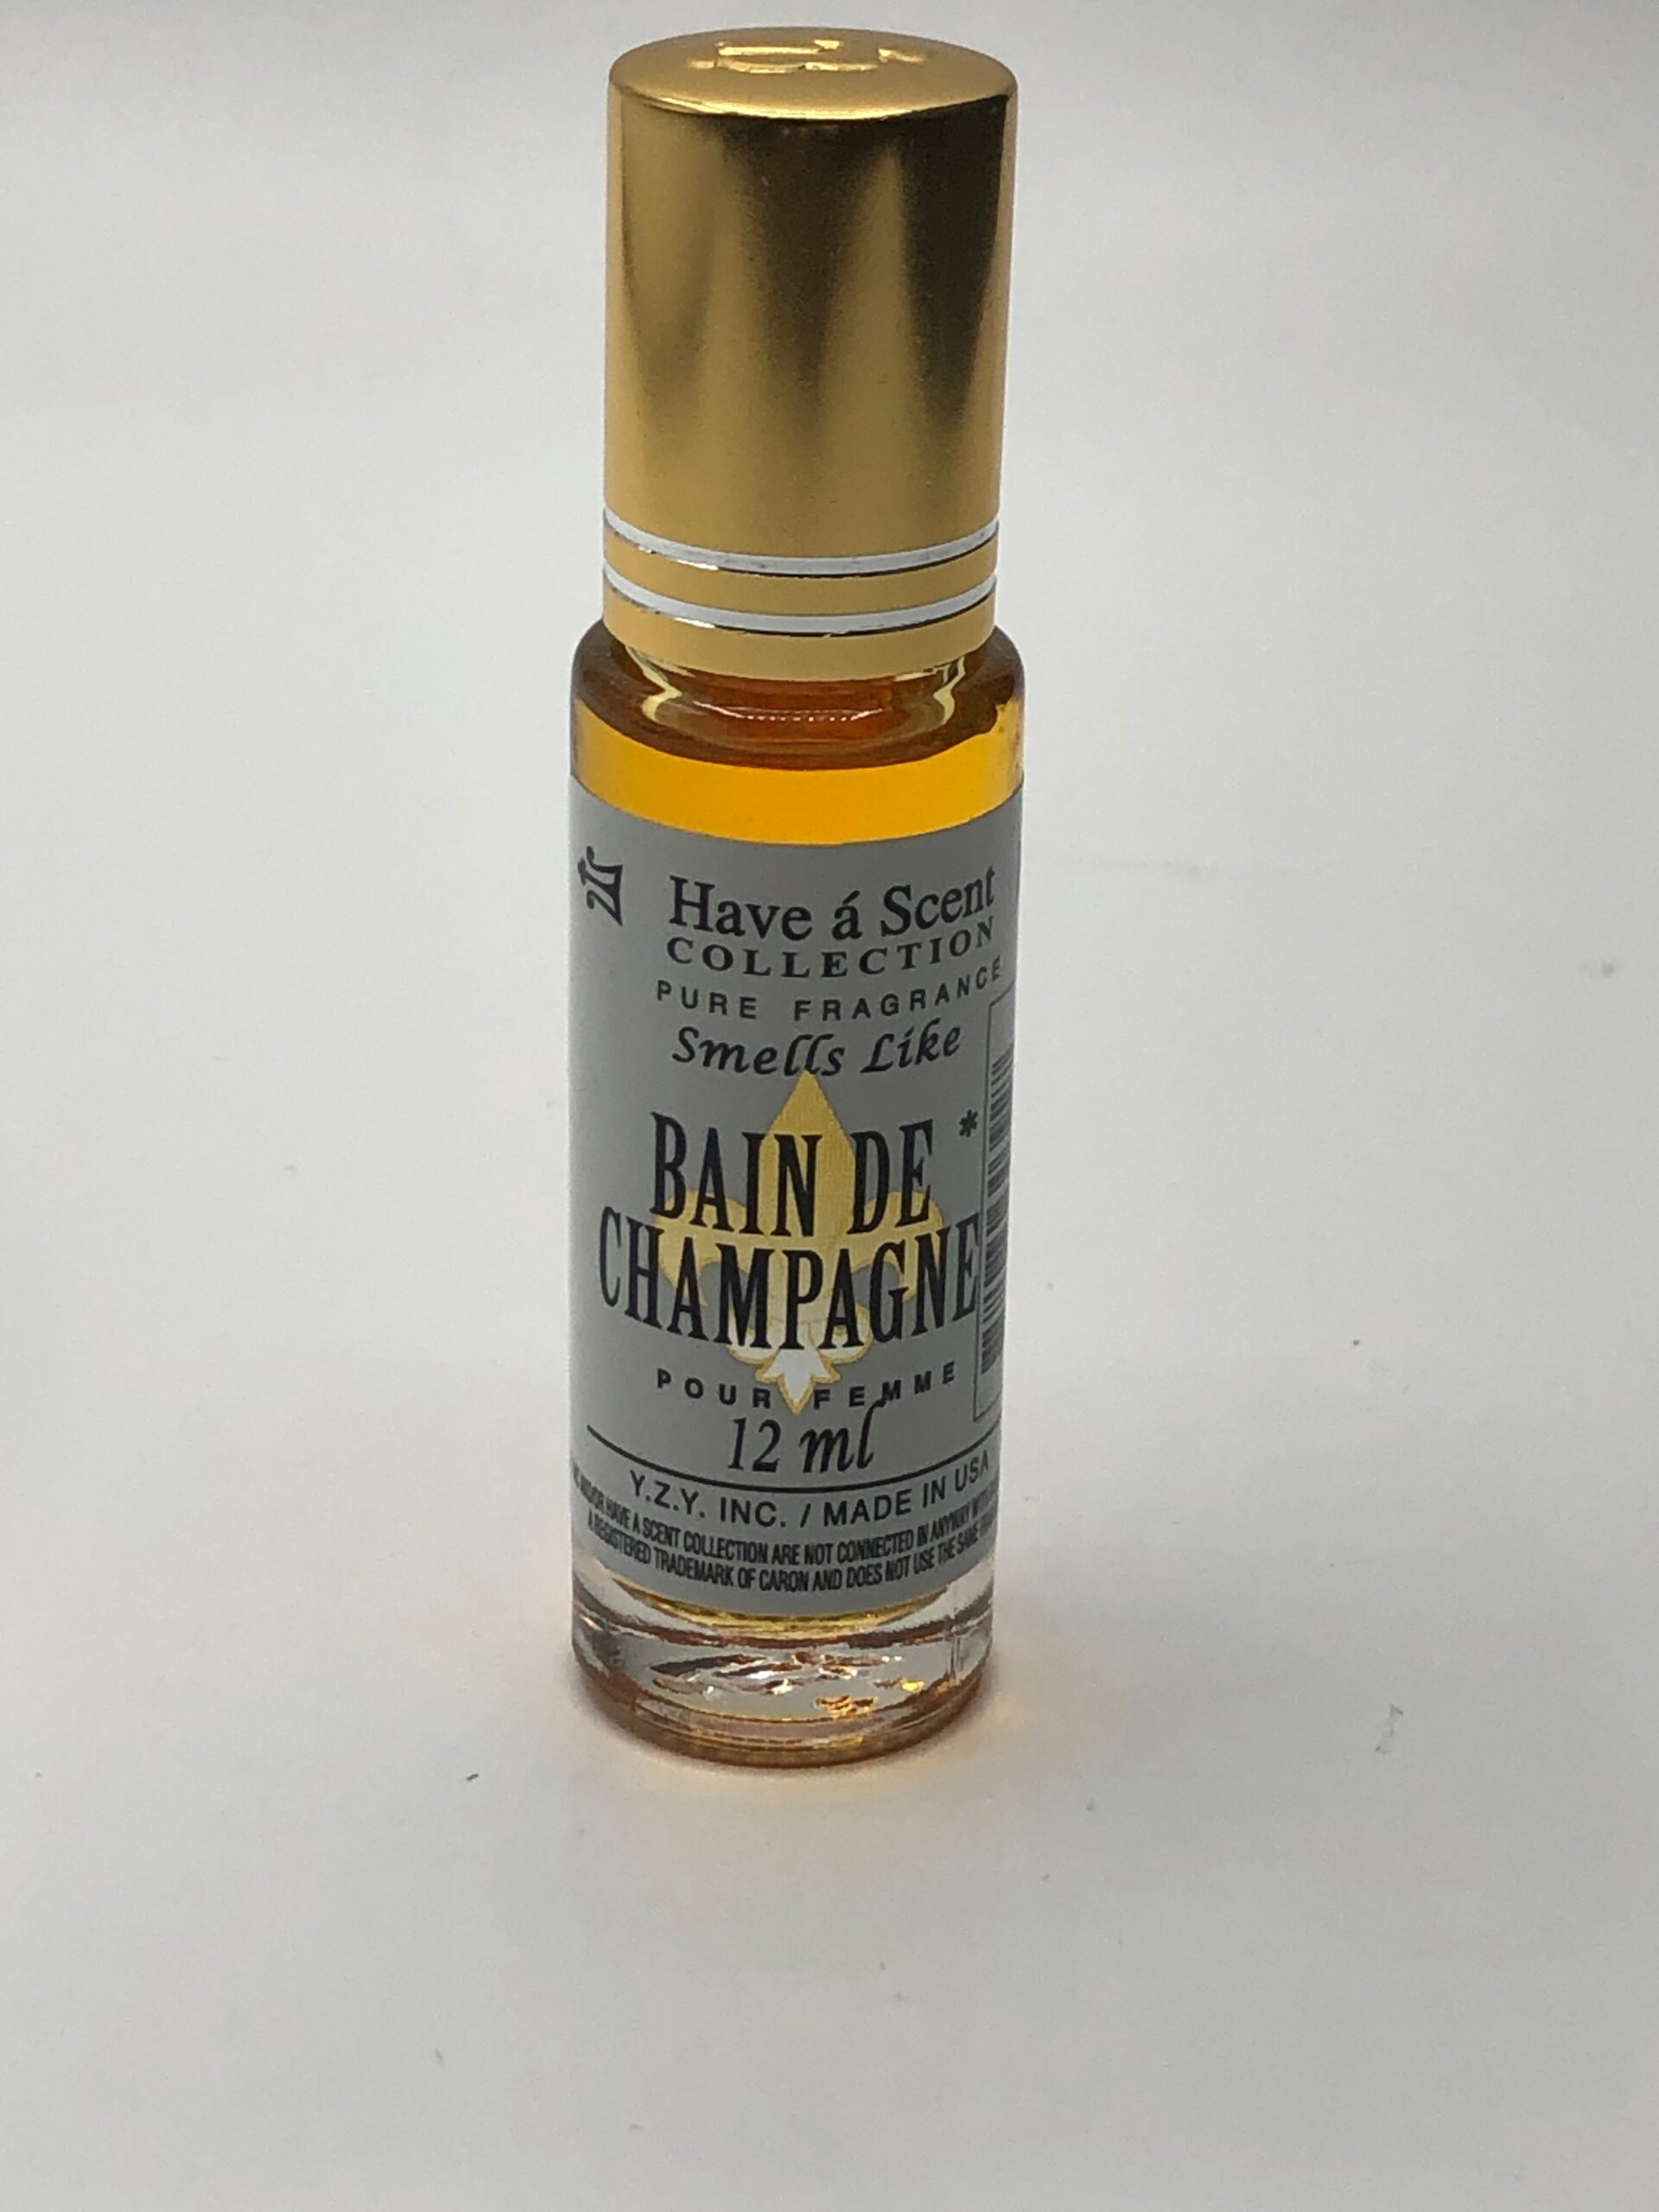 Have á Scent
COLLECTION
PURE FRAGRANCE
Smells Like
BAIN DE *
CHAMPAGNE
POUR FEMME
12 ml
Y.Z.Y. INC. / MADE IN USA
HAVE A SCENT COLLECTION ARE NOT CONNECTED IN ANYWAY
A REGISTERED TRADEMARK OF CARON AND DOES NOT USE THE SAME